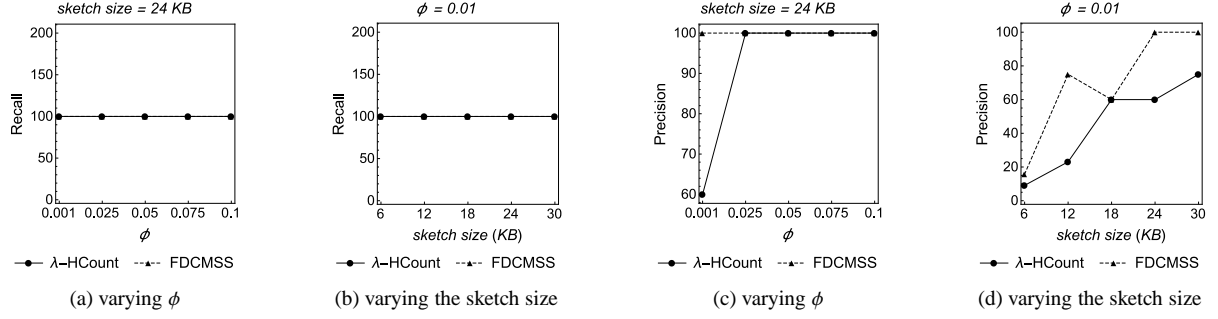 sketch size = 24 KB
Recall
200
150
100
50
0
0.001 0.025 0.05 0.075 0.1
ϕ
λ−HCount FDCMSS
(a) varying ϕ
ϕ = 0.01
Recall
200
150
100
50
0
6 12 18 24 30
sketch size (KB)
λ−HCount FDCMSS
(b) varying the sketch size
sketch size = 24 KB
Precision
100
90
80
70
60
0.001 0.025 0.05 0.075 0.1
ϕ
λ−HCount FDCMSS
(c) varying ϕ
ϕ = 0.01
Precision
100
80
60
40
20
0
6 12 18 24 30
sketch size (KB)
λ−HCount FDCMSS
(d) varying the sketch size